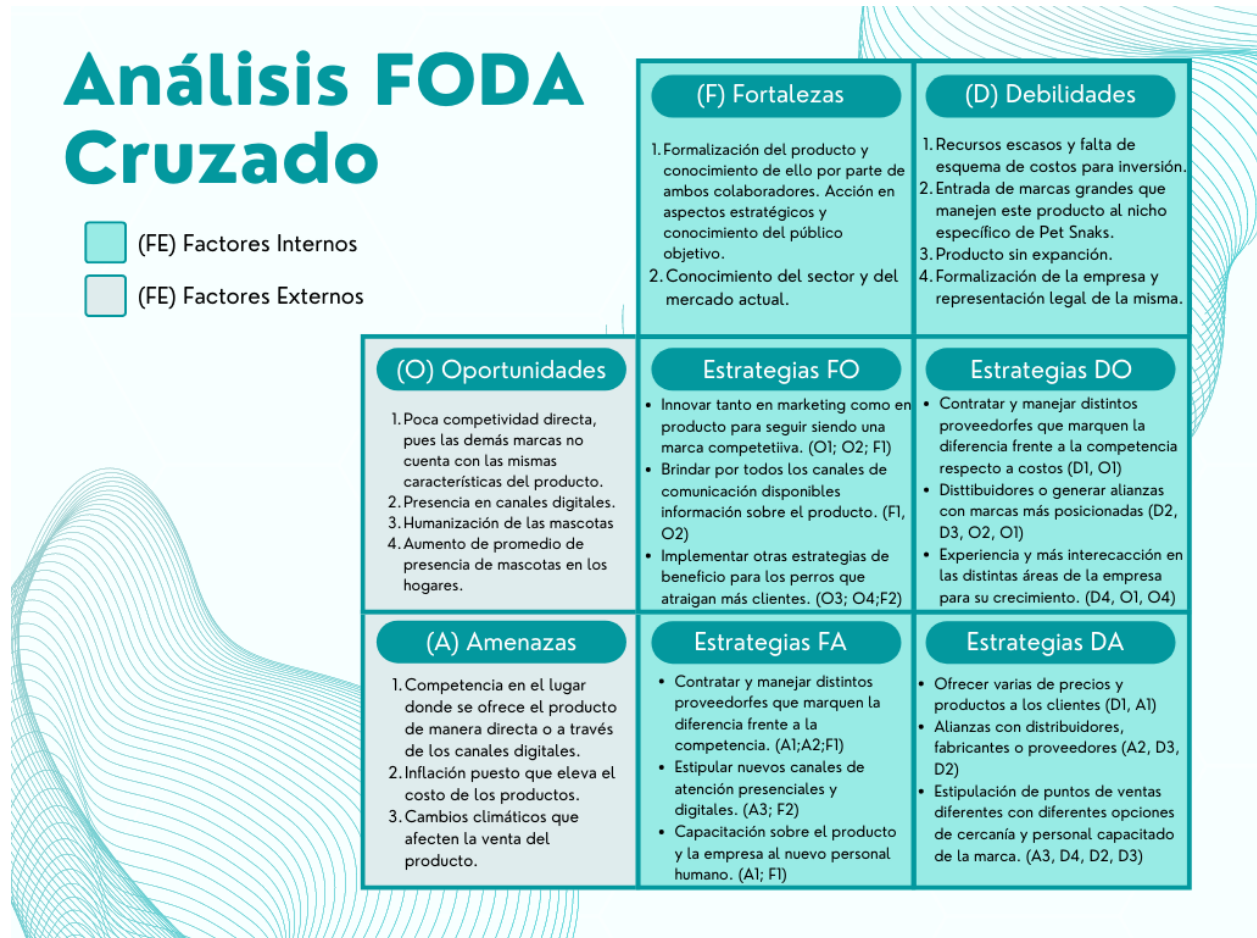 Análisis FODA
Cruzado
(FE) Factores Internos
(FE) Factores Externos
(F) Fortalezas
1. Formalización del producto y
conocimiento de ello por parte de
ambos colaboradores. Acción en
aspectos estratégicos y
conocimiento del público
objetivo.
2. Conocimiento del sector y del
mercado actual.
(D) Debilidades
1. Recursos escasos y falta de
esquema de costos para inversión.
2. Entrada de marcas grandes que
manejen este producto al nicho
específico de Pet Snaks.
3. Producto sin expanción.
4. Formalización de la empresa y
representación legal de la misma.
(O) Oportunidades
1. Poca competividad directa,
pues las demás marcas no
cuenta con las mismas
características del producto.
2. Presencia en canales digitales.
3. Humanización de las mascotas
4. Aumento de promedio de
presencia de mascotas en los
hogares.
Estrategias FO
• Innovar tanto en marketing como en
producto para seguir siendo una
marca competetiiva. (O1; O2; F1)
• Brindar por todos los canales de
comunicación disponibles
información sobre el producto. (F1,
O2)
• Implementar otras estrategias de
beneficio para los perros que
atraigan más clientes. (O3; O4;F2)
Estrategias DO
• Contratar y manejar distintos
proveedorfes que marquen la
diferencia frente a la competencia
respecto a costos (D1, O1)
• Disttibuidores o generar alianzas
con marcas más posicionadas (D2,
D3, O2, O1)
• Experiencia y más interecacción en
las distintas áreas de la empresa
para su crecimiento. (D4, O1, O4)
(A) Amenazas
1. Competencia en el lugar
donde se ofrece el producto
de manera directa o a través
de los canales digitales.
2. Inflación puesto que eleva el
costo de los productos.
3. Cambios climáticos que
afecten la venta del
producto.
Estrategias FA
• Contratar y manejar distintos
proveedorfes que marquen la
diferencia frente a la
competencia. (A1;A2;F1)
• Estipular nuevos canales de
atención presenciales y
digitales. (A3; F2)
• Capacitación sobre el producto
y la empresa al nuevo personal
humano. (A1; F1)
Estrategias DA
• Ofrecer varias de precios y
productos a los clientes (D1, A1)
• Alianzas con distribuidores,
fabricantes o proveedores (A2, D3,
D2)
• Estipulación de puntos de ventas
diferentes con diferentes opciones
de cercanía y personal capacitado
de la marca. (A3, D4, D2, D3)